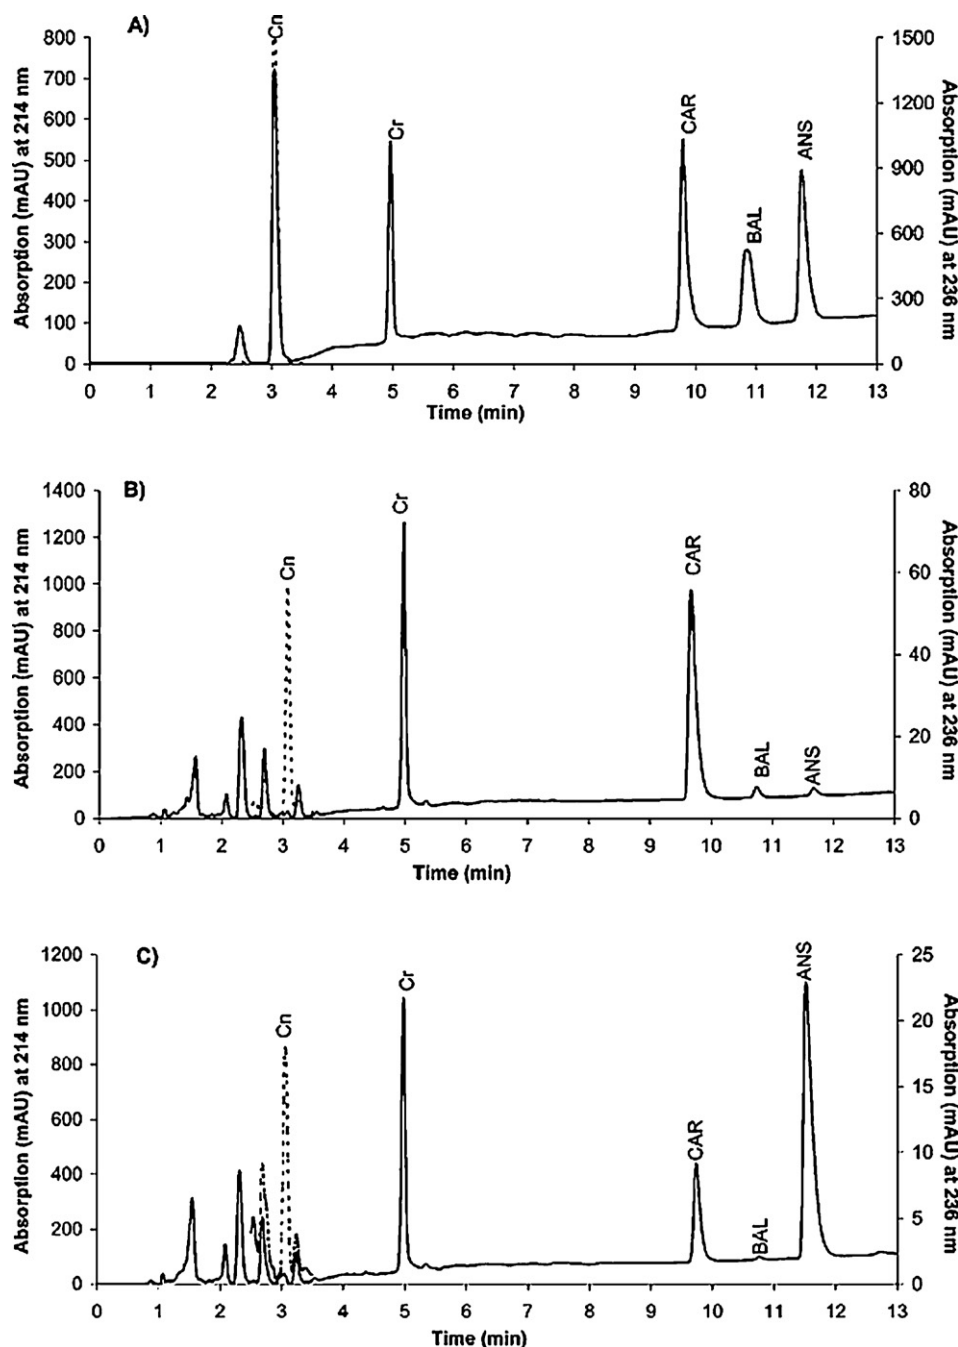 A)
Cn
Cr
CAR
BAL
ANS
Absorption (mAU) at 214 nm
800
700
600
500
400
300
200
100
0
0 1 2 3 4 5 6 7 8 9 10 11 12 13
Time (min)
1500
1200
900
600
300
0
Absorption (mAU) at 236 nm
B)
Cn
Cr
CAR
BAL
ANS
Absorption (mAU) at 214 nm
1400
1200
1000
800
600
400
200
0
0 1 2 3 4 5 6 7 8 9 10 11 12 13
Time (min)
80
60
40
20
0
Absorption (mAU) at 236 nm
C)
Cn
Cr
CAR
BAL
ANS
Absorption (mAU) at 214 nm
1200
1000
800
600
400
200
0
0 1 2 3 4 5 6 7 8 9 10 11 12 13
Time (min)
25
20
15
10
5
0
Absorption (mAU) at 236 nm